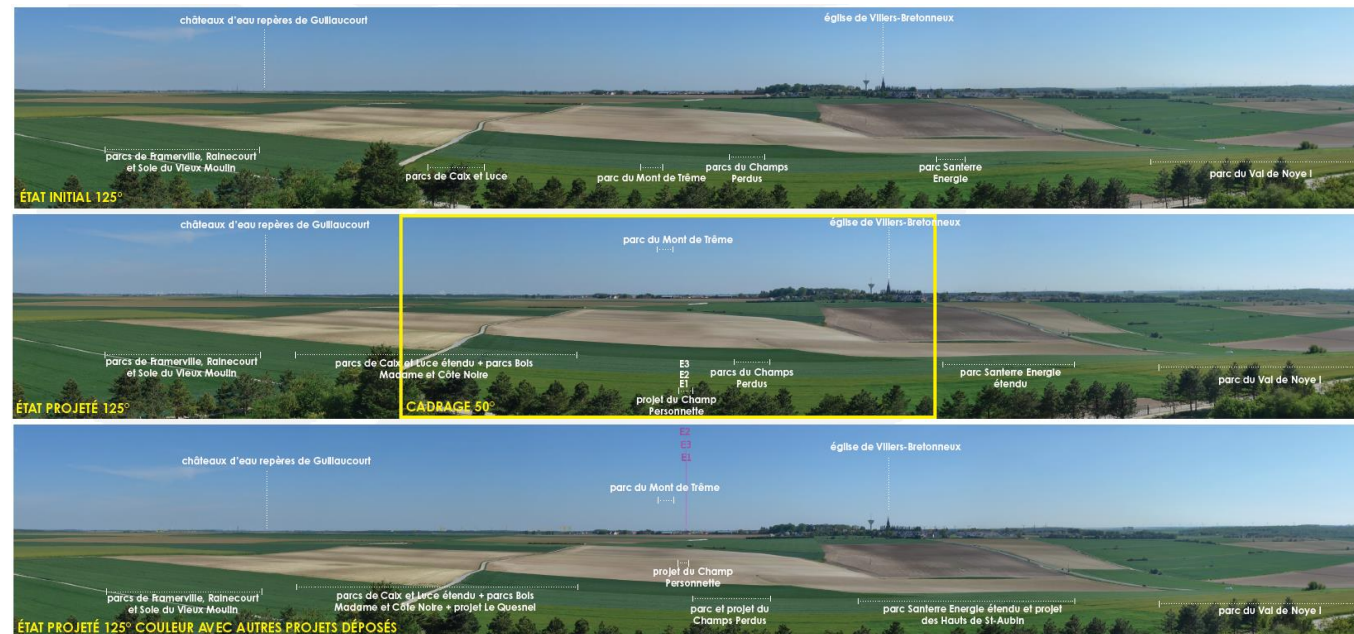 châteaux d'eau repères de Guillaucourt
église de Villers-Bretonneux
parcs de Framerville, Rainecourt
et Sole du Vieux Moulin
parcs de Caix et Luce
parc du Mont de Trême
parcs du Champs
Perdus
parc Santerre
Energie
parc du Val de Noye I
ÉTAT INITIAL 125°
châteaux d'eau repères de Guillaucourt
parc du Mont de Trême
église de Villers-Bretonneux
parcs de Framerville, Rainecourt
et Sole du Vieux Moulin
parcs de Caix et Luce étendu + parcs Bois
Madame et Côte Noire
E3
E2
E1
projet du Champ
Personnette
parcs du Champs
Perdus
parc Santerre Energie
étendu
parc du Val de Noye I
ÉTAT PROJETÉ 125°
CADRAGE 50°
E2
E3
E1
châteaux d'eau repères de Guillaucourt
parc du Mont de Trême
église de Villers-Bretonneux
projet du Champ
Personnette
parcs de Framerville, Rainecourt
et Sole du Vieux Moulin
parcs de Caix et Luce étendu + parcs Bois
Madame et Côte Noire + projet Le Quesnel
parc et projet du
Champs Perdus
parc Santerre Energie étendu et projet
des Hauts de St-Aubin
parc du Val de Noye I
ÉTAT PROJETÉ 125° COULEUR AVEC AUTRES PROJETS DÉPOSÉS